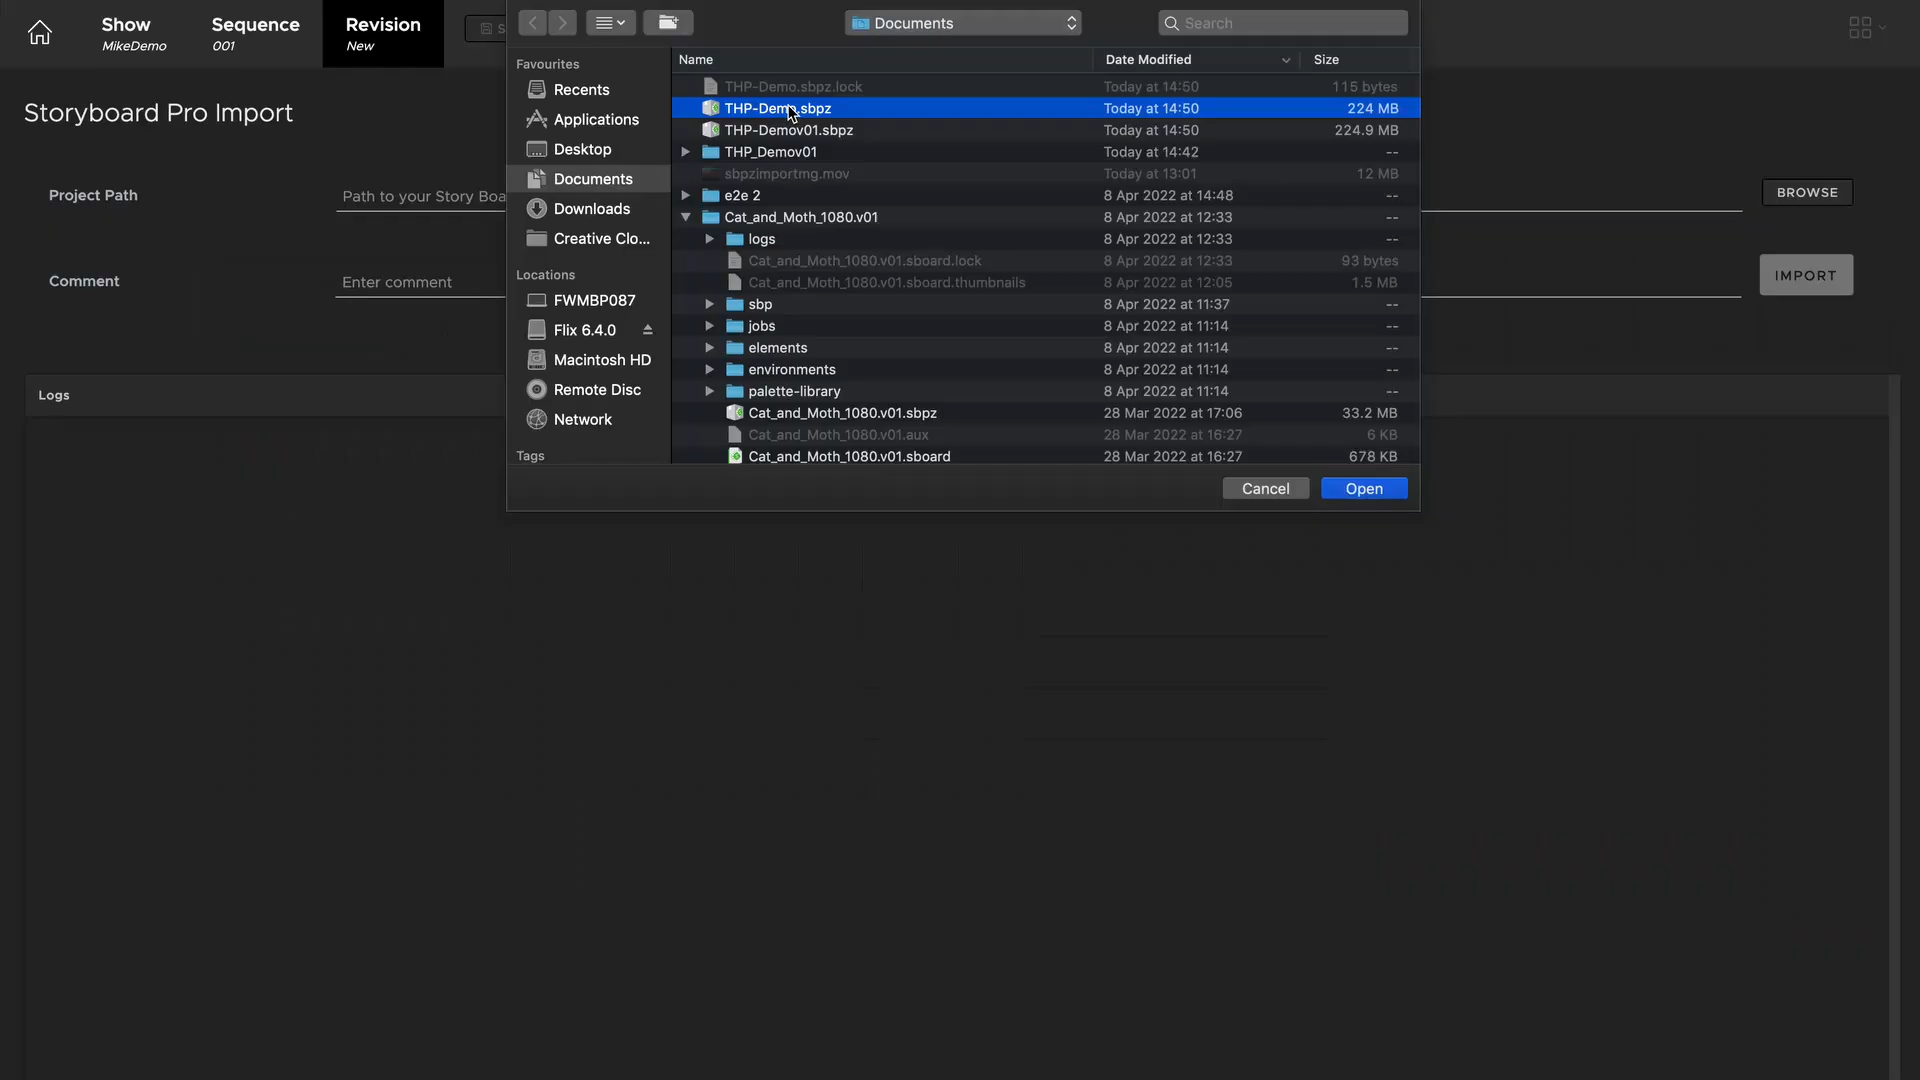 Show
MikeDemo
Sequence
001
Revision
New
S
Documents
Search
Storyboard Pro Import
Project Path
Path to your Story Boa
BROWSE
Comment
Enter comment
IMPORT
Logs
Favourites
Recents
Applications
Desktop
Documents
Downloads
Creative Clo...
Locations
FWMBP087
Flix 6.4.0
Macintosh HD
Remote Disc
Network
Tags
Name Date Modified Size
THP-Demo.sbpz.lock Today at 14:50 115 bytes
THP-Demo.sbpz Today at 14:50 224 MB
THP-Demov01.sbpz Today at 14:50 224.9 MB
THP_Demov01 Today at 14:42 --
sbpzimportmg.mov Today at 13:01 12 MB
e2e 2 8 Apr 2022 at 14:48 --
Cat_and_Moth_1080.v01 8 Apr 2022 at 12:33 --
logs 8 Apr 2022 at 12:33 --
Cat_and_Moth_1080.v01.sboard.lock 8 Apr 2022 at 12:33 93 bytes
Cat_and_Moth_1080.v01.sboard.thumbnails 8 Apr 2022 at 12:05 1.5 MB
sbp 8 Apr 2022 at 11:37 --
jobs 8 Apr 2022 at 11:14 --
elements 8 Apr 2022 at 11:14 --
environments 8 Apr 2022 at 11:14 --
palette-library 8 Apr 2022 at 11:14 --
Cat_and_Moth_1080.v01.sbpz 28 Mar 2022 at 17:06 33.2 MB
Cat_and_Moth_1080.v01.aux 28 Mar 2022 at 16:27 6 KB
Cat_and_Moth_1080.v01.sboard 28 Mar 2022 at 16:27 678 KB
Cancel Open